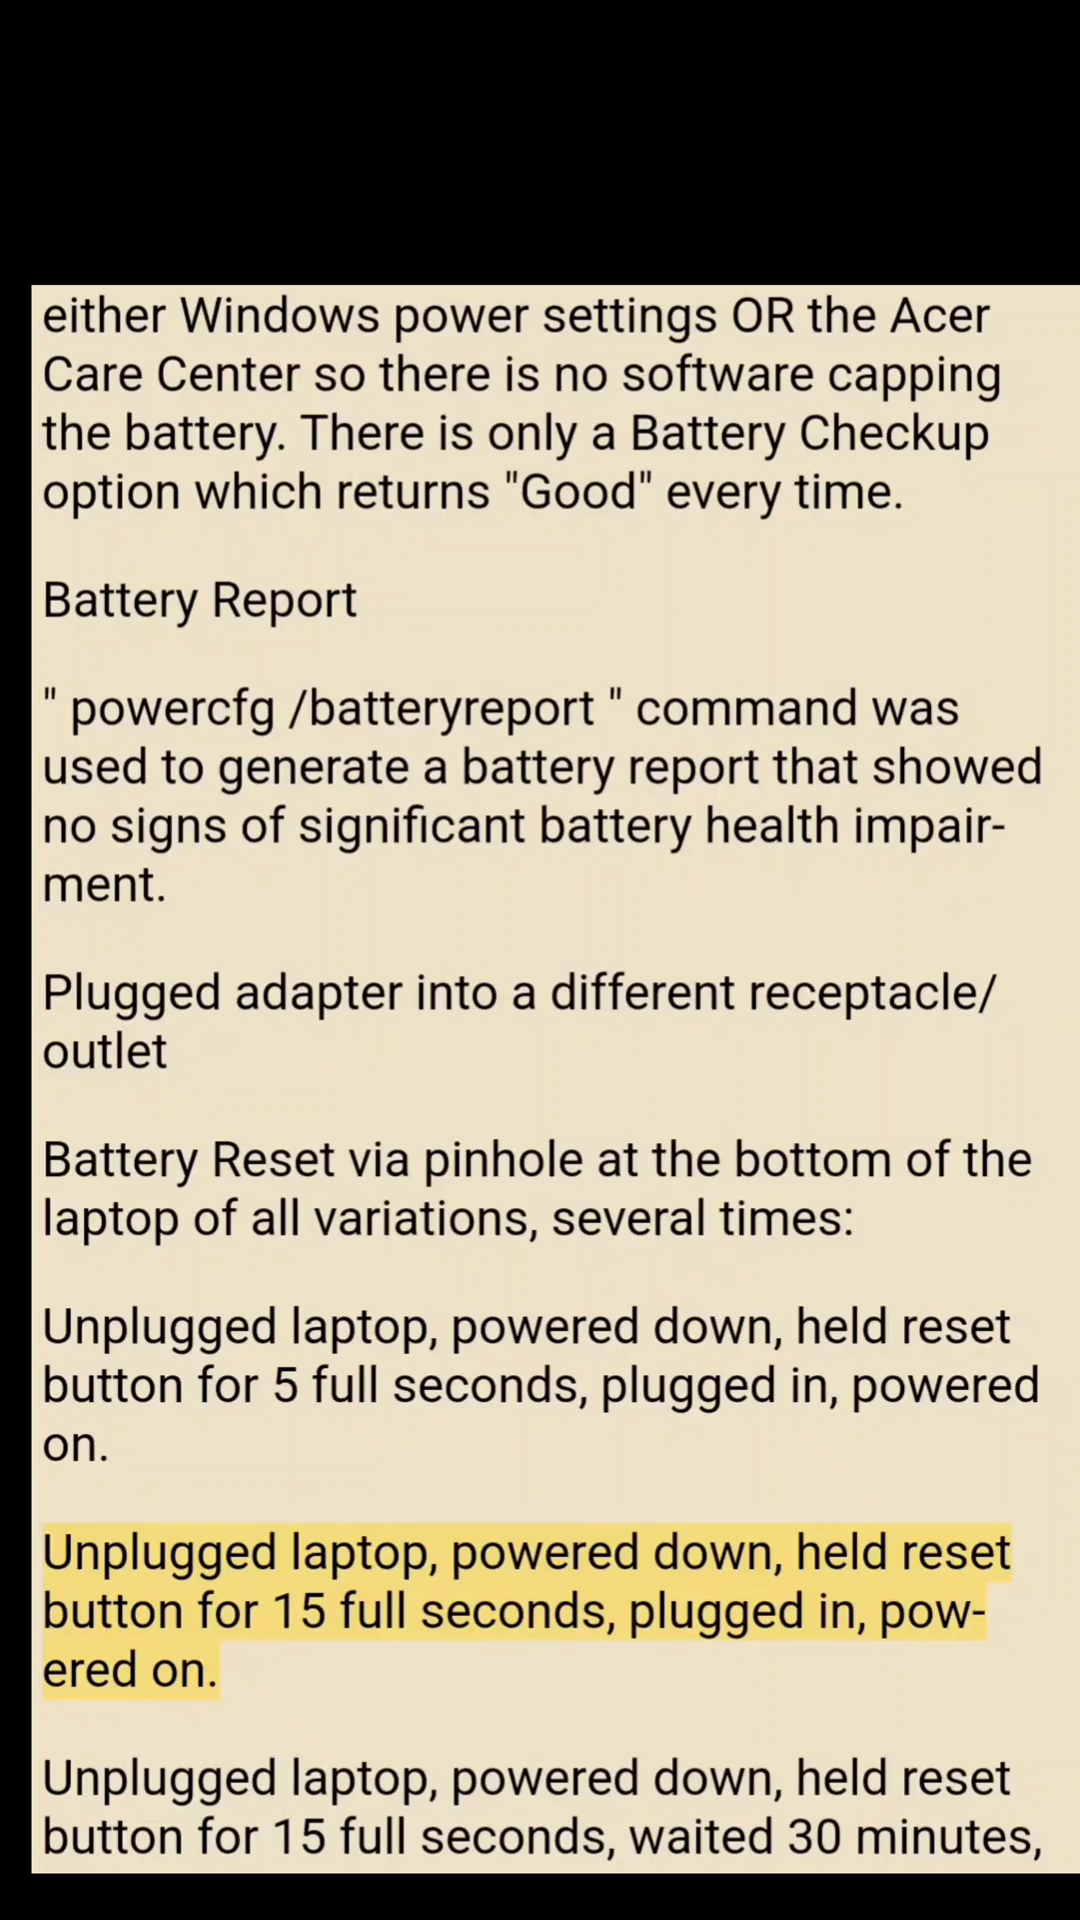 either Windows power settings OR the Acer
Care Center so there is no software capping
the battery. There is only a Battery Checkup
option which returns "Good" every time.
Battery Report
" powercfg /batteryreport " command was
used to generate a battery report that showed
no signs of significant battery health impair-
ment.
Plugged adapter into a different receptacle/
outlet
Battery Reset via pinhole at the bottom of the
laptop of all variations, several times:
Unplugged laptop, powered down, held reset
button for 5 full seconds, plugged in, powered
on.
Unplugged laptop, powered down, held reset
button for 15 full seconds, plugged in, pow-
ered on.
Unplugged laptop, powered down, held reset
button for 15 full seconds, waited 30 minutes,